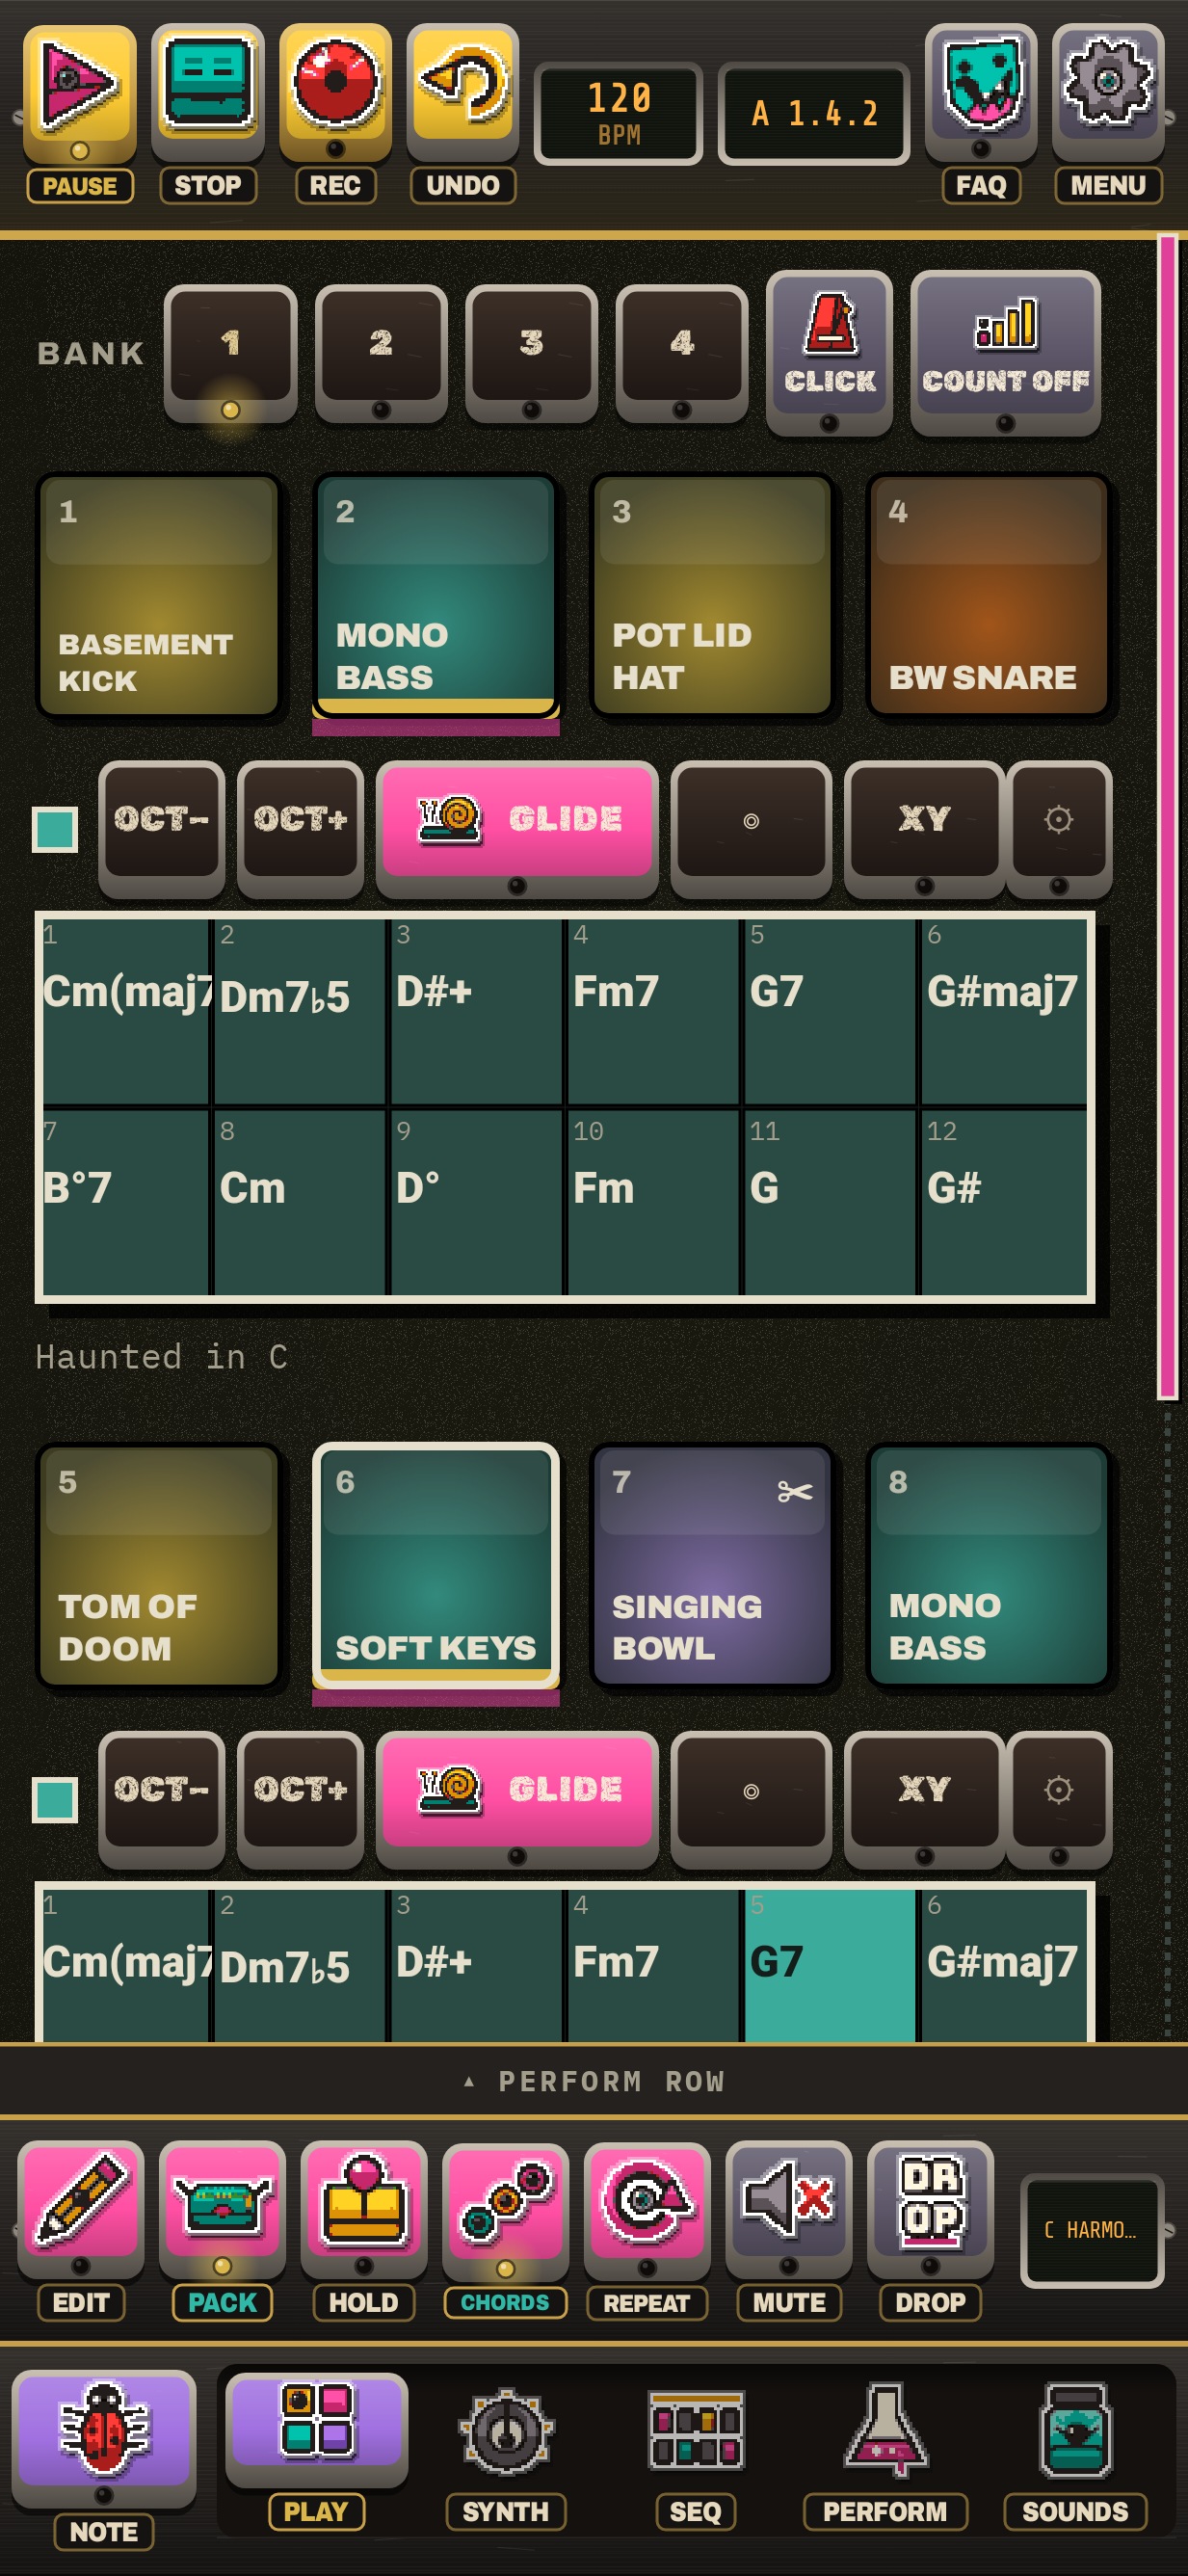 120
BPM
A 1.4.2
PAUSE STOP REC UNDO FAQ MENU
BANK 1 2 3 4 CLICK COUNT OFF
1 2 3 4
BASEMENT KICK
MONO BASS
POT LID HAT
BW SNARE
OCT- OCT+ GLIDE XY
1 2 3 4 5 6
Cm(maj7 Dm7♭5 D#+ Fm7 G7 G#maj7
7 8 9 10 11 12
B°7 Cm D° Fm G G#
Haunted in C
5 6 7 8
TOM OF DOOM
SOFT KEYS
SINGING BOWL
MONO BASS
OCT- OCT+ GLIDE XY
1 2 3 4 5 6
Cm(maj7 Dm7♭5 D#+ Fm7 G7 G#maj7
▲ PERFORM ROW
DROP
C HARMO…
EDIT PACK HOLD CHORDS REPEAT MUTE DROP
NOTE PLAY SYNTH SEQ PERFORM SOUNDS